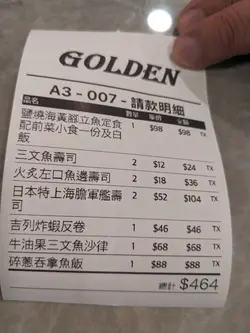 GOLDEN
A3 - 007 - 請款明細
品名 數量 單價 金額
鹽燒海黃鱲立魚定食 1 $98 $98 TX
配前菜小食一份及白
飯
三文魚壽司 2 $12 $24 TX
火炙左口魚邊壽司 2 $18 $36 TX
日本特上海膽軍艦壽 2 $52 $104 TX
司
吉列炸蝦反卷 1 $46 $46 TX
牛油果三文魚沙律 1 $68 $68 TX
碎蔥吞拿魚飯 1 $88 $88 TX
總計 $464